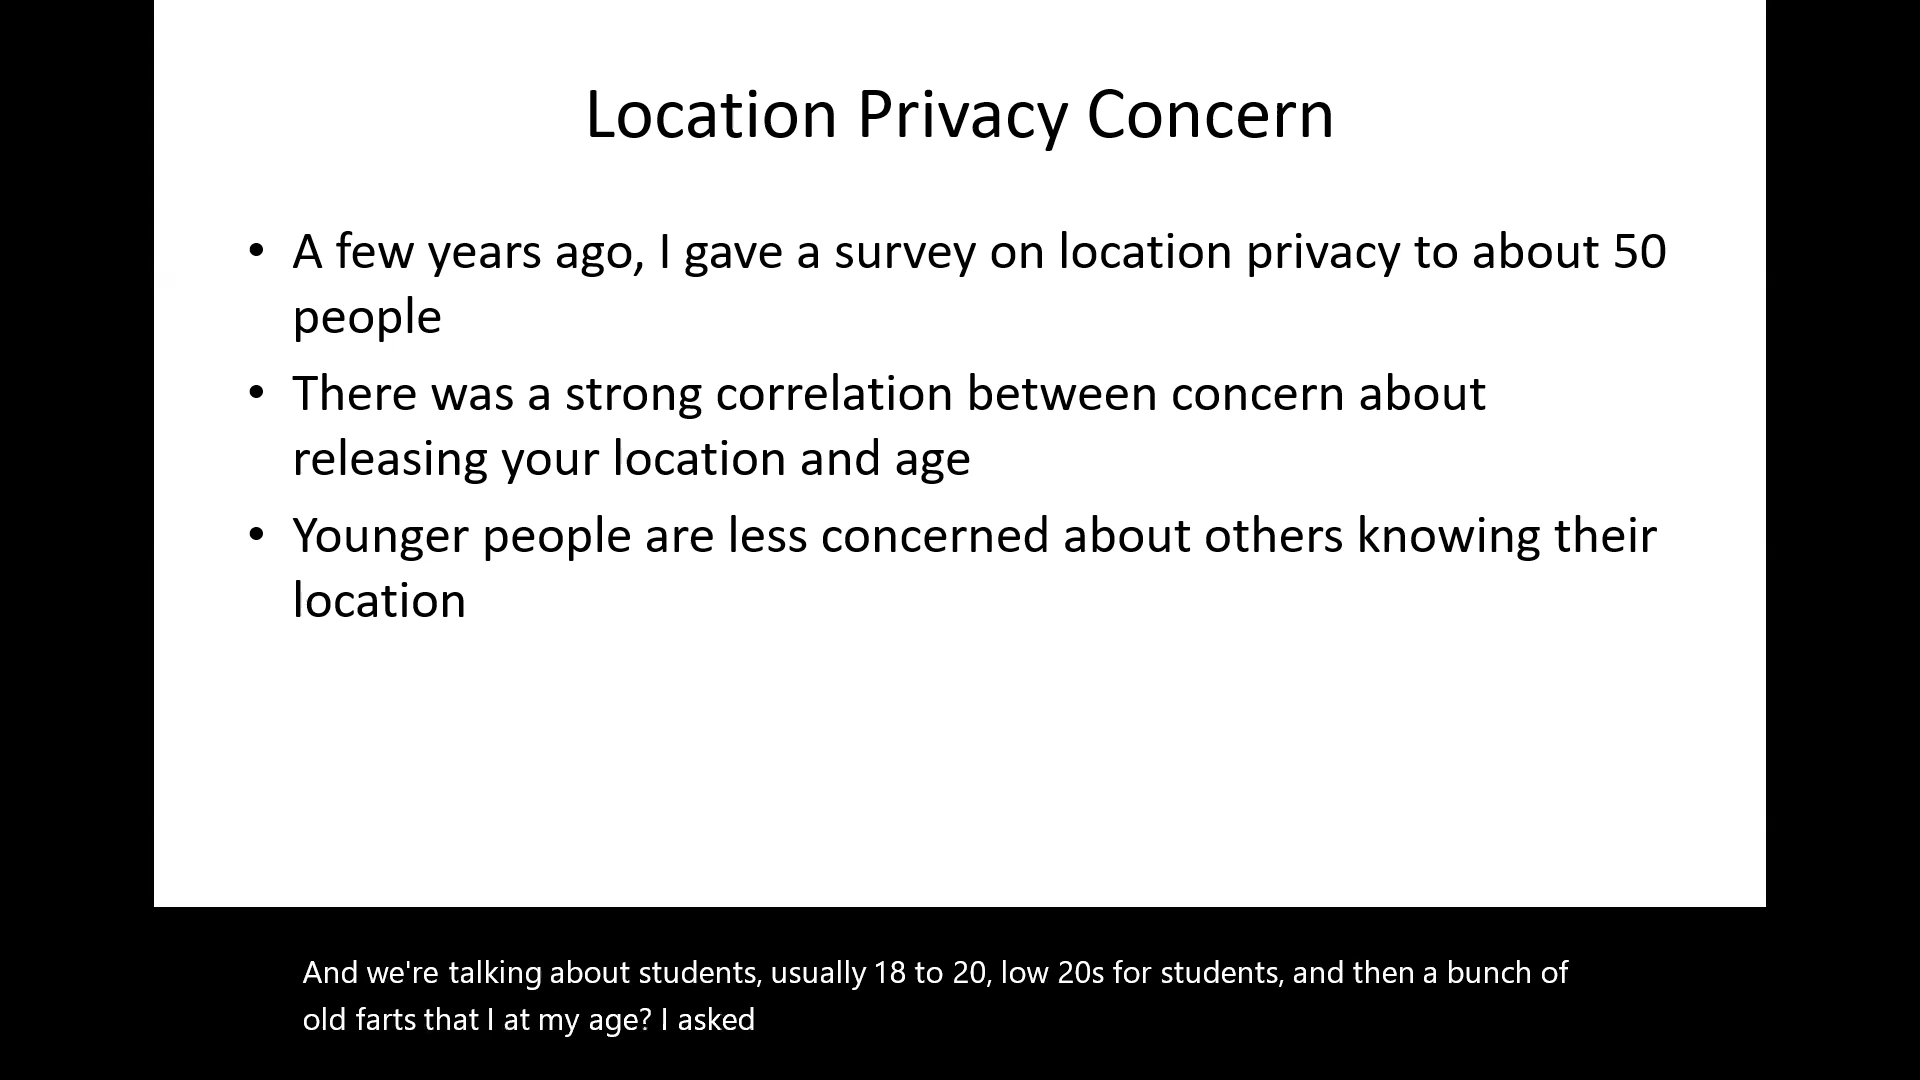 Location Privacy Concern
• A few years ago, I gave a survey on location privacy to about 50
people
• There was a strong correlation between concern about
releasing your location and age
• Younger people are less concerned about others knowing their
location
And we're talking about students, usually 18 to 20, low 20s for students, and then a bunch of
old farts that I at my age? I asked